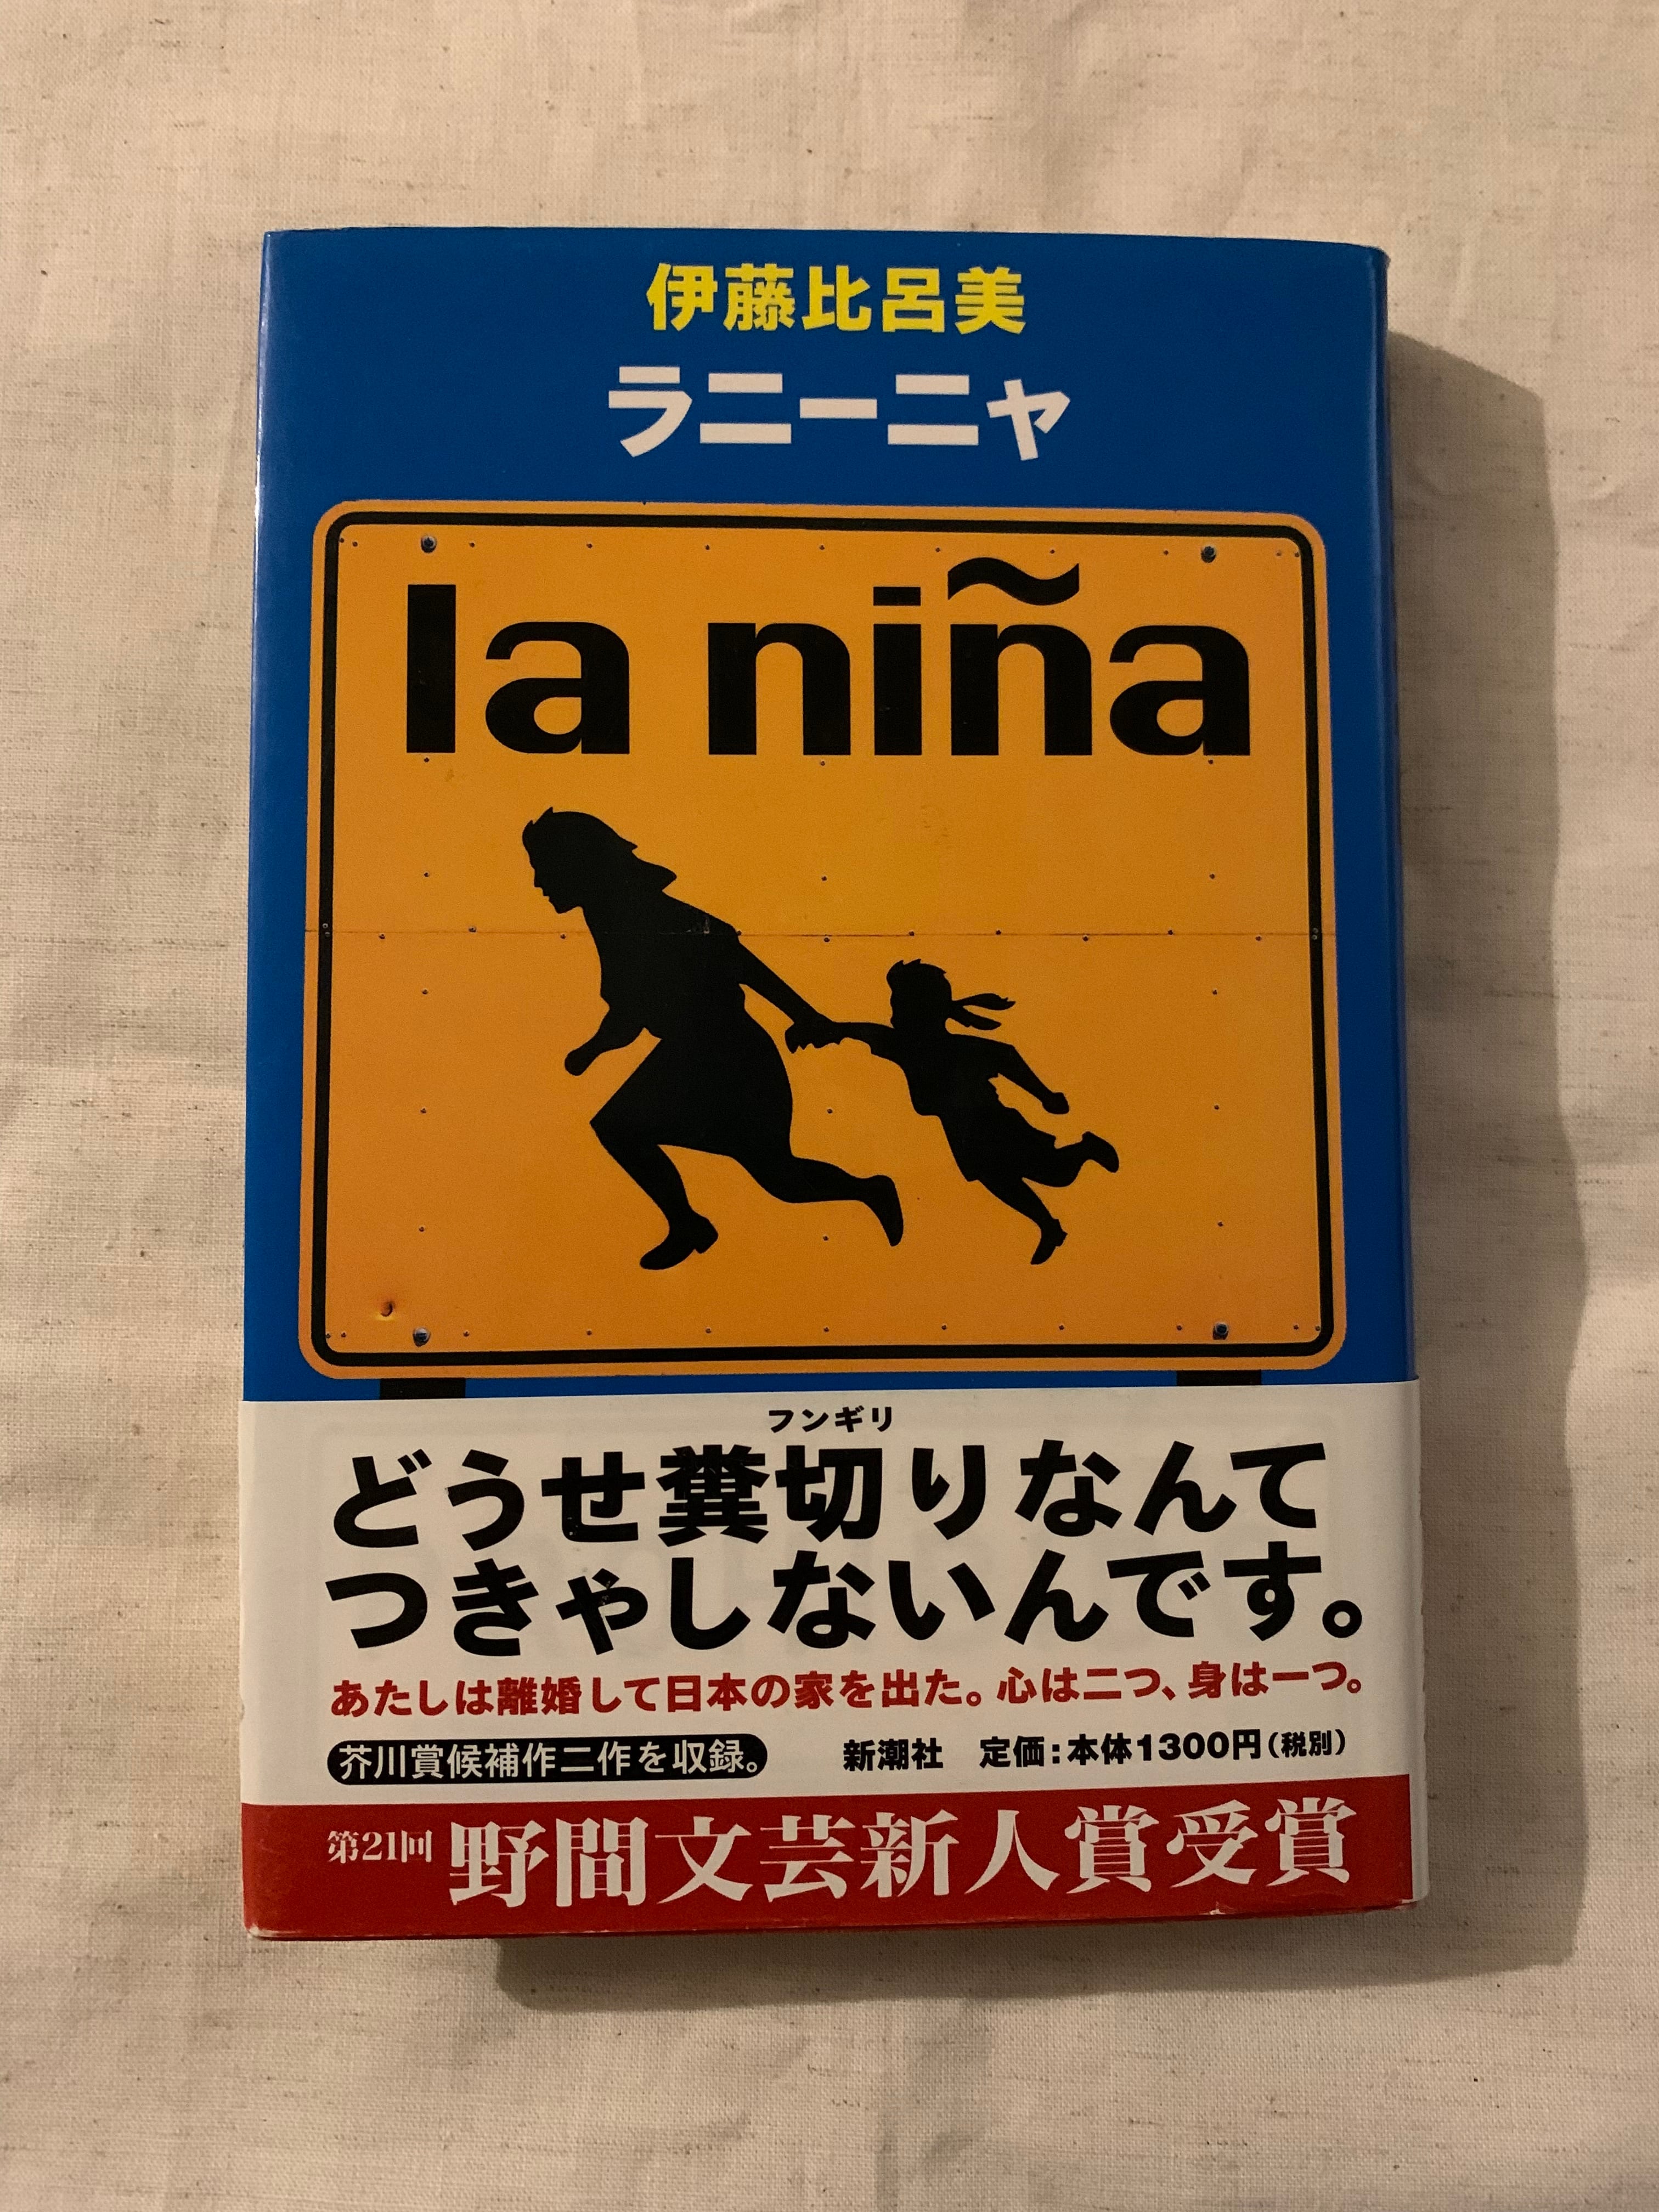 伊藤比呂美
ラニーニャ
la niña
フンギリ
どうせ糞切りなんて
つきゃしないんです。
あたしは離婚して日本の家を出た。心は二つ、身は一つ。
芥川賞候補作二作を収録。 新潮社 定価:本体1300円(税別)
第21回 野間文芸新人賞受賞